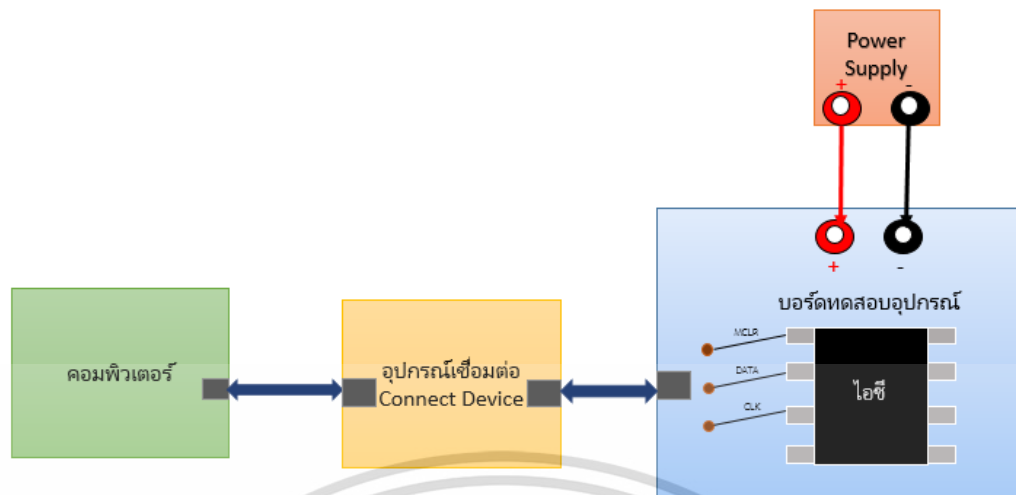 Power
Supply
+ -
+ -
บอร์ดทดสอบอุปกรณ์
MCLR
DATA
CLK
ไอซี
คอมพิวเตอร์
อุปกรณ์เชื่อมต่อ
Connect Device